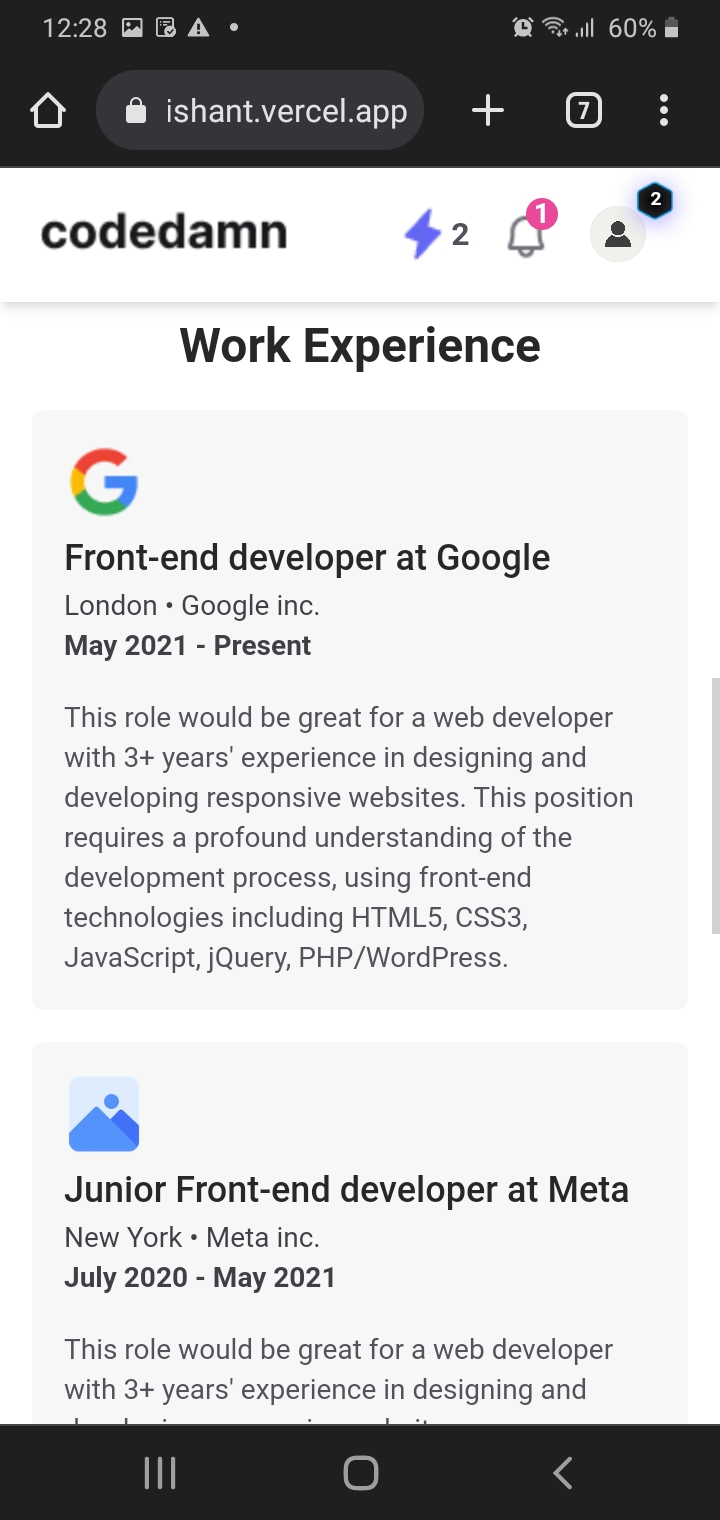 12:28
60%
ishant.vercel.app
7
codedamn
2
1
2
Work Experience
Front-end developer at Google
London • Google inc.
May 2021 - Present
This role would be great for a web developer
with 3+ years' experience in designing and
developing responsive websites. This position
requires a profound understanding of the
development process, using front-end
technologies including HTML5, CSS3,
JavaScript, jQuery, PHP/WordPress.
Junior Front-end developer at Meta
New York • Meta inc.
July 2020 - May 2021
This role would be great for a web developer
with 3+ years' experience in designing and